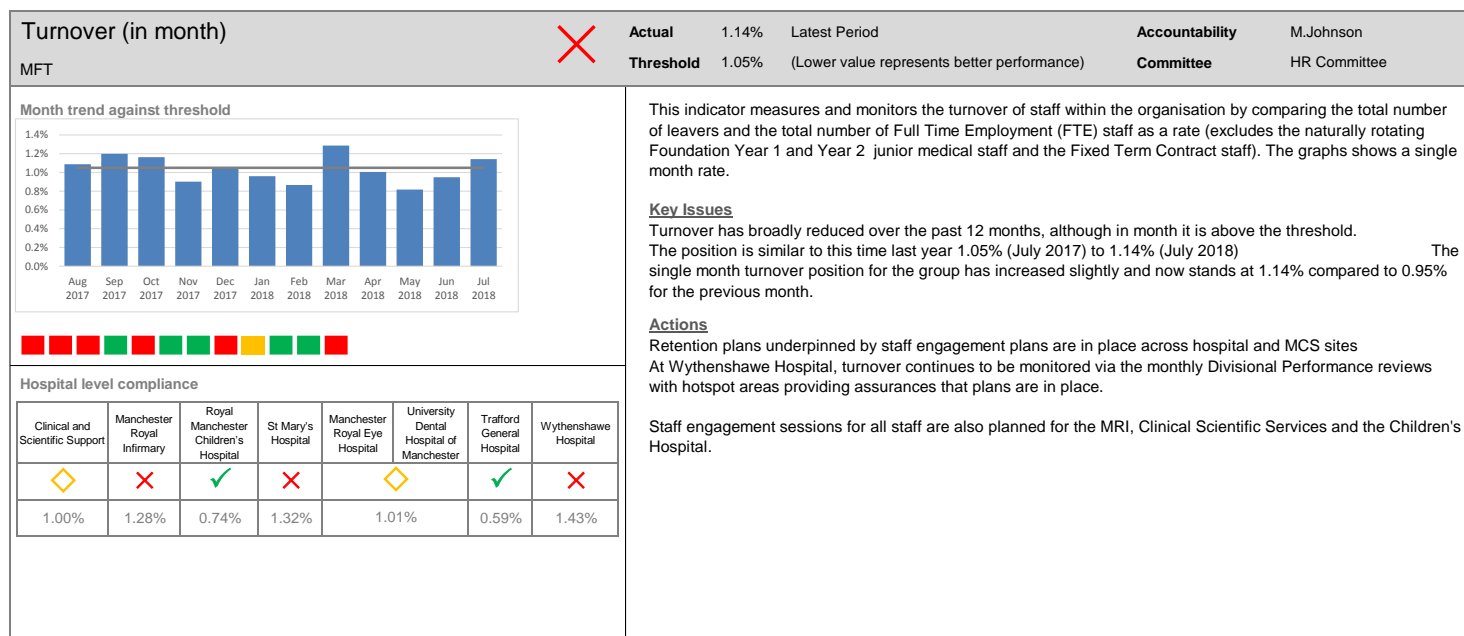 Turnover (in month)
MFT
Actual 1.14% Latest Period
Threshold 1.05% (Lower value represents better performance)
Accountability M.Johnson
Committee HR Committee
Month trend against threshold
1.4%
1.2%
1.0%
0.8%
0.6%
0.4%
0.2%
0.0%
Aug 2017
Sep 2017
Oct 2017
Nov 2017
Dec 2017
Jan 2018
Feb 2018
Mar 2018
Apr 2018
May 2018
Jun 2018
Jul 2018
Hospital level compliance
Clinical and
Scientific Support
Manchester
Royal
Infirmary
Royal
Manchester
Children's
Hospital
St Mary's
Hospital
Manchester
Royal Eye
Hospital
University
Dental
Hospital of
Manchester
Trafford
General
Hospital
Wythenshawe
Hospital
1.00% 1.28% 0.74% 1.32% 1.01% 0.59% 1.43%
This indicator measures and monitors the turnover of staff within the organisation by comparing the total number
of leavers and the total number of Full Time Employment (FTE) staff as a rate (excludes the naturally rotating
Foundation Year 1 and Year 2 junior medical staff and the Fixed Term Contract staff). The graphs shows a single
month rate.
Key Issues
Turnover has broadly reduced over the past 12 months, although in month it is above the threshold.
The position is similar to this time last year 1.05% (July 2017) to 1.14% (July 2018) The
single month turnover position for the group has increased slightly and now stands at 1.14% compared to 0.95%
for the previous month.
Actions
Retention plans underpinned by staff engagement plans are in place across hospital and MCS sites
At Wythenshawe Hospital, turnover continues to be monitored via the monthly Divisional Performance reviews
with hotspot areas providing assurances that plans are in place.
Staff engagement sessions for all staff are also planned for the MRI, Clinical Scientific Services and the Children's
Hospital.